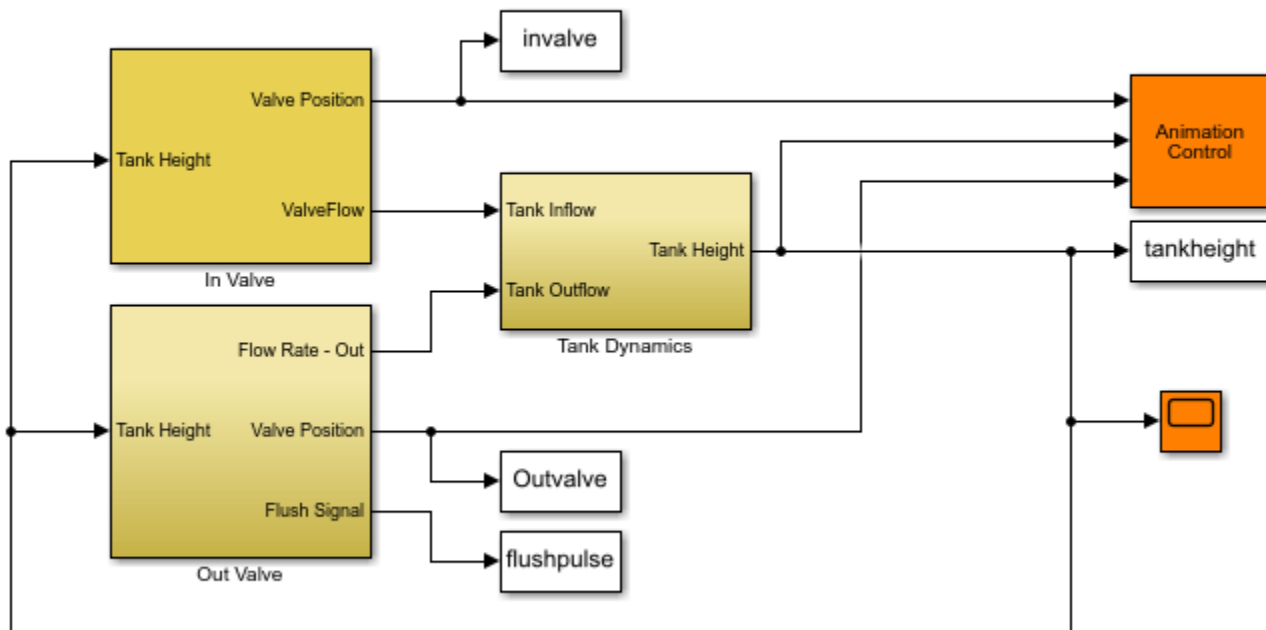 invalve
Valve Position
Tank Height
ValveFlow
In Valve
Animation
Control
Tank Inflow
Tank Height
Tank Outflow
Tank Dynamics
tankheight
Flow Rate - Out
Tank Height
Valve Position
Flush Signal
Out Valve
Outvalve
flushpulse